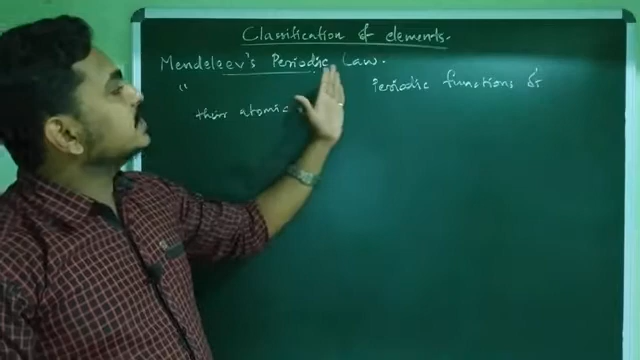 Classification of elements.
Mendeleev's Periodic Law.
" Periodic functions of
their atomic